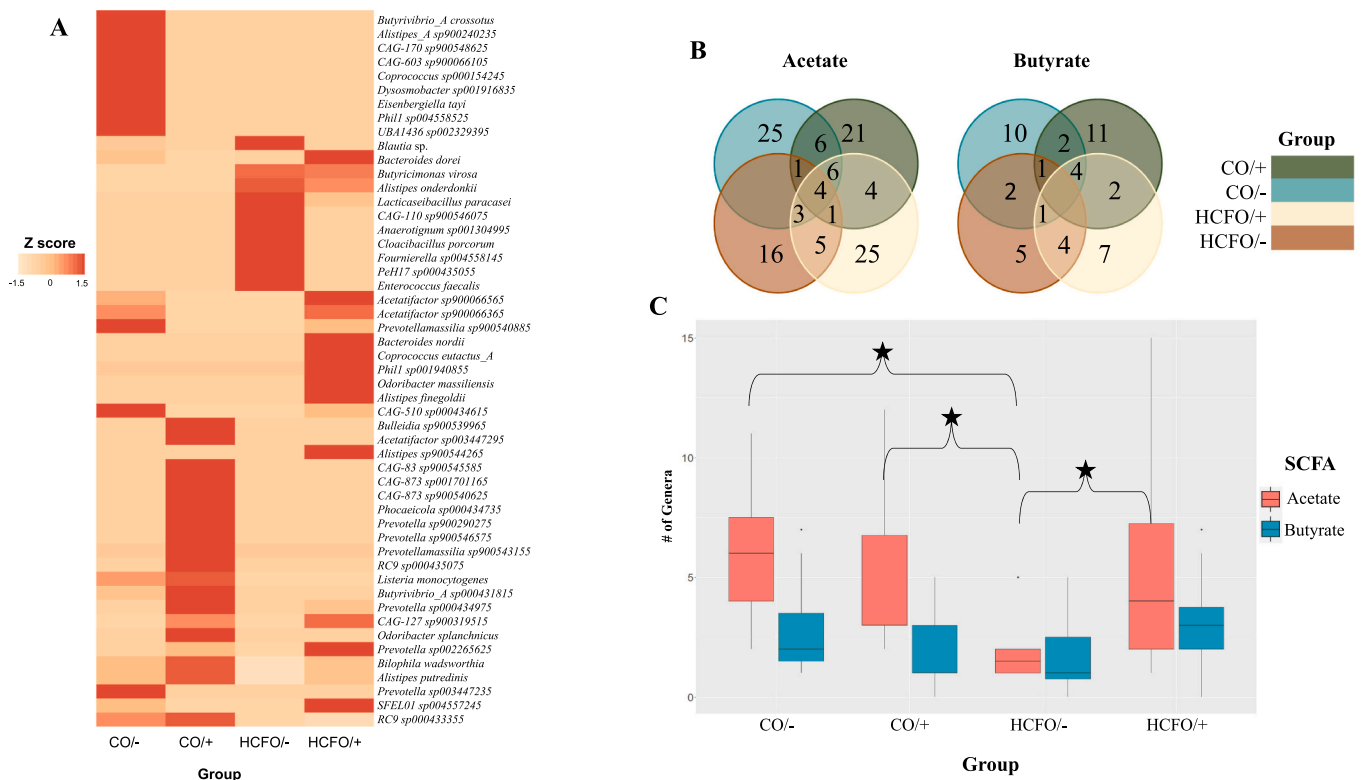 A
Butyrivibrio_A crossotus
Alistipes_A sp900240235
CAG-170 sp900548625
CAG-603 sp900066105
Coprococcus sp000154245
Dysosmobacter sp001916835
Eisenbergiella tayi
Phil1 sp004558525
UBA1436 sp002329395
Blautia sp.
Bacteroides dorei
Butyricimonas virosa
Alistipes onderdonkii
Lacticaseibacillus paracasei
CAG-110 sp900546075
Anaerotignum sp001304995
Cloacibacillus porcorum
Fournierella sp004558145
PeH17 sp000435055
Enterococcus faecalis
Acetatifactor sp900066565
Acetatifactor sp900066365
Prevotellamassilia sp900540885
Bacteroides nordii
Coprococcus eutactus_A
Phil1 sp001940855
Odoribacter massiliensis
Alistipes finegoldii
CAG-510 sp000434615
Bulleidia sp900539965
Acetatifactor sp003447295
Alistipes sp900544265
CAG-83 sp900545585
CAG-873 sp001701165
CAG-873 sp900540625
Phocaeicola sp000434735
Prevotella sp900290275
Prevotella sp900546575
Prevotellamassilia sp900543155
RC9 sp000435075
Listeria monocytogenes
Butyrivibrio_A sp000431815
Prevotella sp000434975
CAG-127 sp900319515
Odoribacter splanchnicus
Prevotella sp002265625
Bilophila wadsworthia
Alistipes putredinis
Prevotella sp003447235
SFEL01 sp004557245
RC9 sp000433355
Z score
-1.5 0 1.5
CO/- CO/+ HCFO/- HCFO/+
Group
B
Acetate
25 6 21
1 6
4 4
3 1
16 5 25
Butyrate
10 2 11
1 4
2 2
1
5 4 7
Group
CO/+
CO/-
HCFO/+
HCFO/-
C
# of Genera
15
10
5
0
CO/- CO/+ HCFO/- HCFO/+
Group
SCFA
Acetate
Butyrate